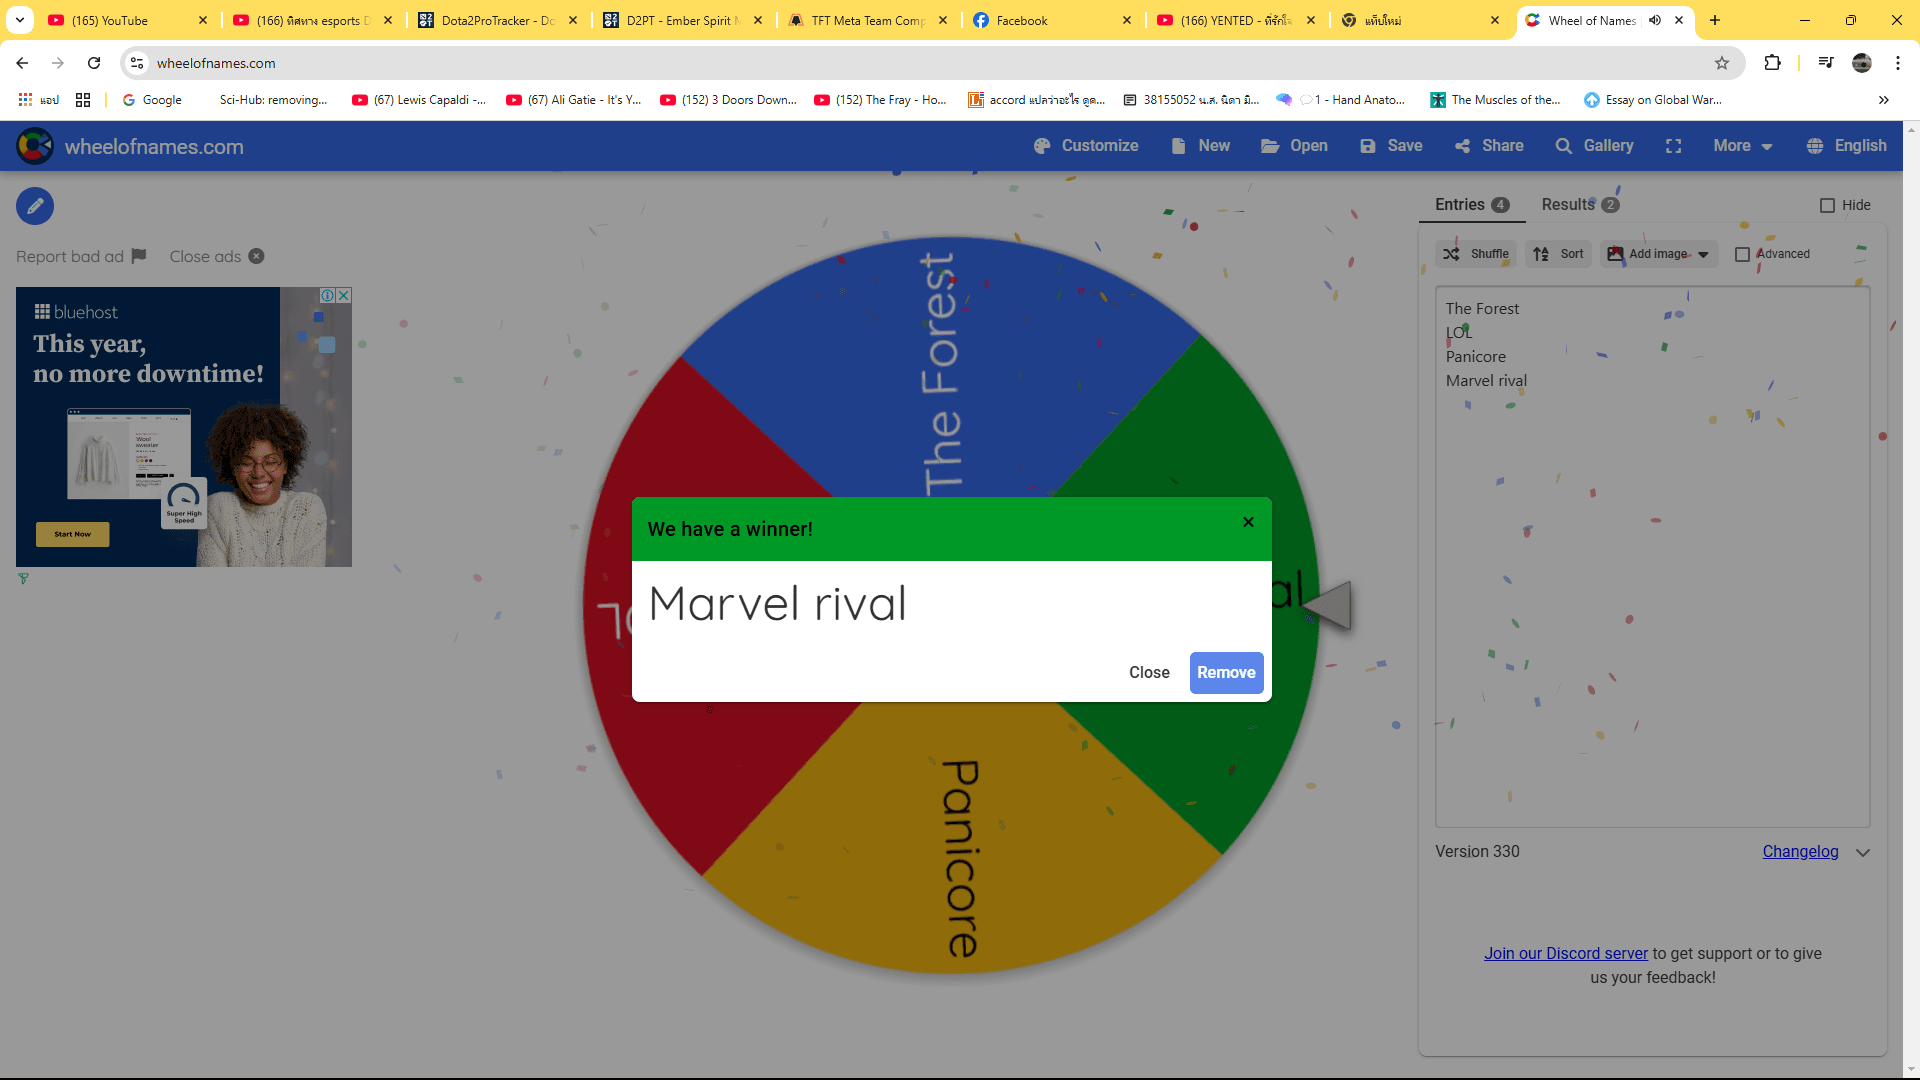 (165) YouTube
(166) ทิศทาง esports D
Dota2ProTracker - Do
D2PT - Ember Spirit M
TFT Meta Team Comp
Facebook
(166) YENTED - ที่รักใจ
แท็บใหม่
Wheel of Names
wheelofnames.com
แอป
Google
Sci-Hub: removing...
(67) Lewis Capaldi -...
(67) Ali Gatie - It's Y...
(152) 3 Doors Down...
(152) The Fray - Ho...
accord แปลว่าอะไร ดูค...
38155052 น.ส. นิดา มิ...
1 - Hand Anato...
The Muscles of the...
Essay on Global War...
wheelofnames.com
Customize
New
Open
Save
Share
Gallery
More
English
Report bad ad
Close ads
bluehost
This year,
no more downtime!
Wool
sweater
Super High
Speed
Start Now
The Forest
al
Panicore
OL
We have a winner!
Marvel rival
Close
Remove
Entries 4
Results 2
Hide
Shuffle
Sort
Add image
Advanced
The Forest
LOL
Panicore
Marvel rival
Version 330
Changelog
Join our Discord server to get support or to give
us your feedback!